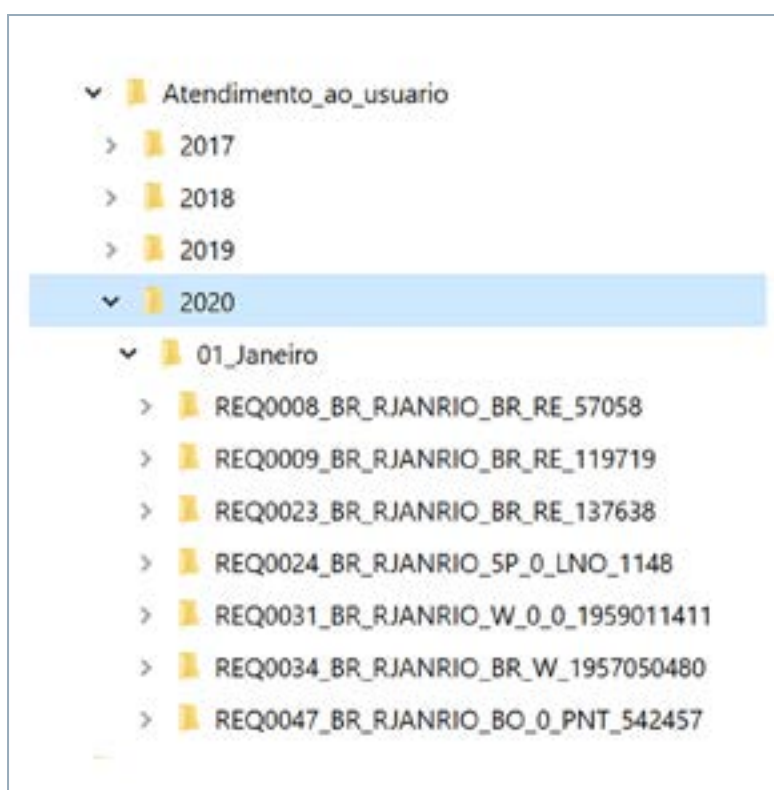 Atendimento_ao_usuario
2017
2018
2019
2020
01_Janeiro
REQ0008_BR_RJANRIO_BR_RE_57058
REQ0009_BR_RJANRIO_BR_RE_119719
REQ0023_BR_RJANRIO_BR_RE_137638
REQ0024_BR_RJANRIO_5P_0_LNO_1148
REQ0031_BR_RJANRIO_W_0_0_1959011411
REQ0034_BR_RJANRIO_BR_W_1957050480
REQ0047_BR_RJANRIO_BO_0_PNT_542457